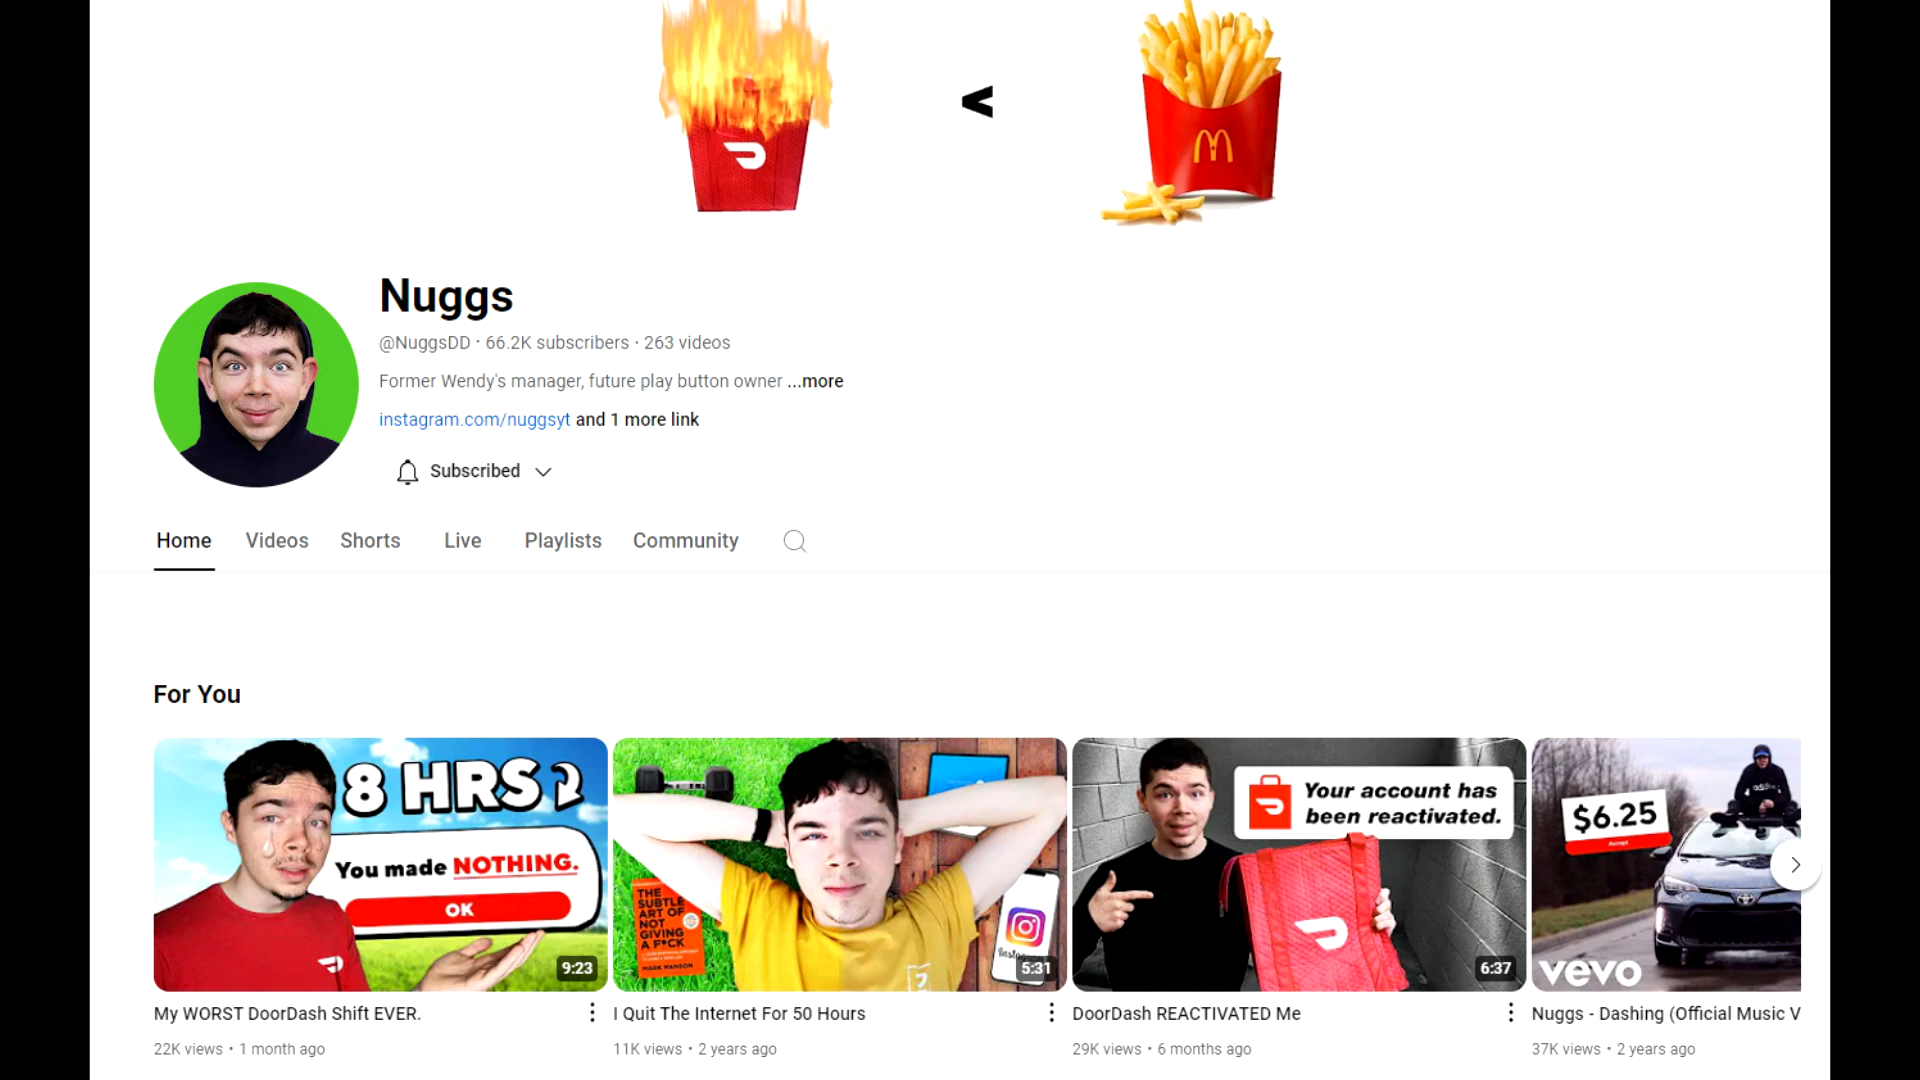 <
Nuggs
@NuggsDD · 66.2K subscribers · 263 videos
Former Wendy's manager, future play button owner ...more
instagram.com/nuggsyt and 1 more link
Subscribed
Home Videos Shorts Live Playlists Community
For You
8 HRS
You made NOTHING.
OK
9:23
THE
SUBTLE
ART OF
NOT
GIVING
A F*CK
MARK MANSON
5:31
Your account has
been reactivated.
6:37
$6.25
Accept
adidas
vevo
My WORST DoorDash Shift EVER.
22K views • 1 month ago
I Quit The Internet For 50 Hours
11K views • 2 years ago
DoorDash REACTIVATED Me
29K views • 6 months ago
Nuggs - Dashing (Official Music V
37K views • 2 years ago